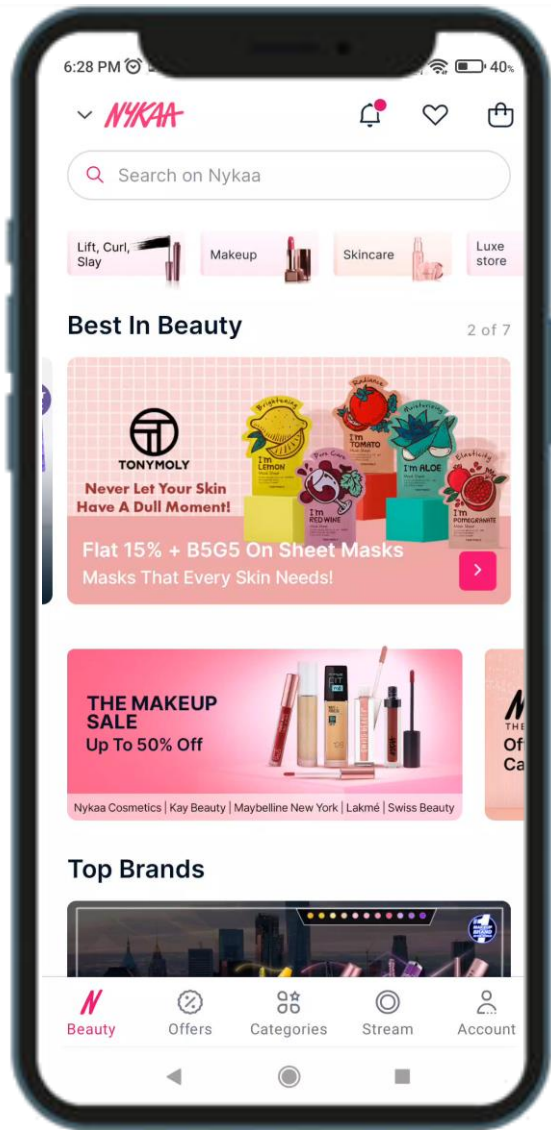 6:28 PM
40%
NYKAA
Search on Nykaa
Lift, Curl,
Slay
Makeup
Skincare
Luxe
store
Best In Beauty
2 of 7
TONYMOLY
Never Let Your Skin
Have A Dull Moment!
Brightening
I'm
LEMON
Pore Care
I'm
RED WINE
Radiance
I'm
TOMATO
Moisturizing
I'm ALOE
Elasticity
I'm
POMEGRANATE
Flat 15% + B5G5 On Sheet Masks
Masks That Every Skin Needs!
THE MAKEUP
SALE
Up To 50% Off
FIT
Nykaa Cosmetics | Kay Beauty | Maybelline New York | Lakmé | Swiss Beauty
Of
Ca
Top Brands
Beauty
Offers
Categories
Stream
Account